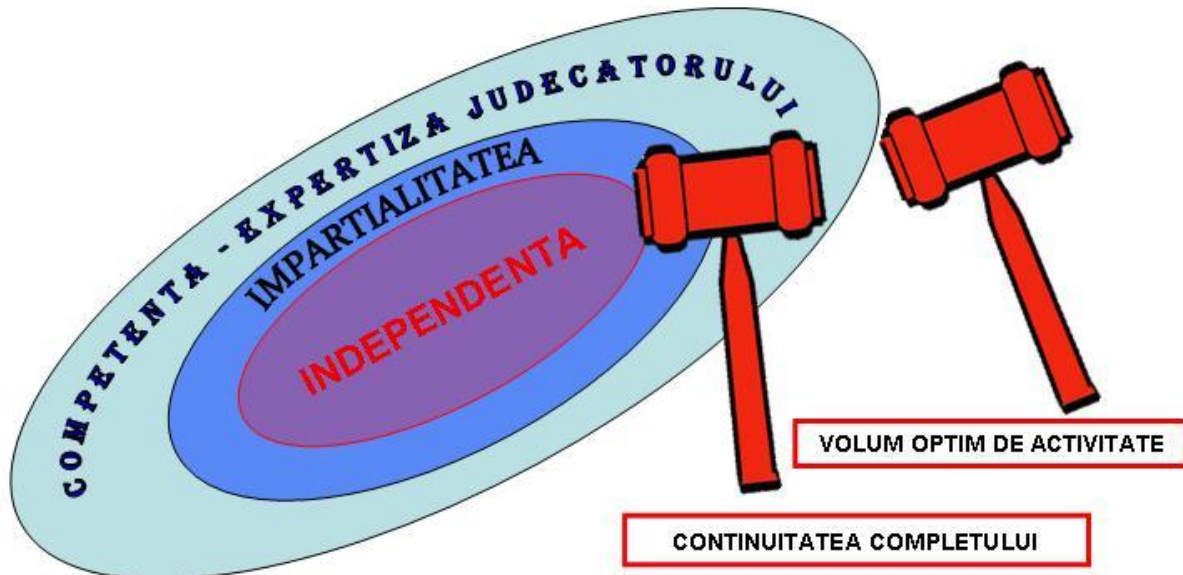 COMPETENTA - EXPERTIZA JUDECATORULUI
IMPARTIALITATEA
INDEPENDENTA
VOLUM OPTIM DE ACTIVITATE
CONTINUITATEA COMPLETULUI